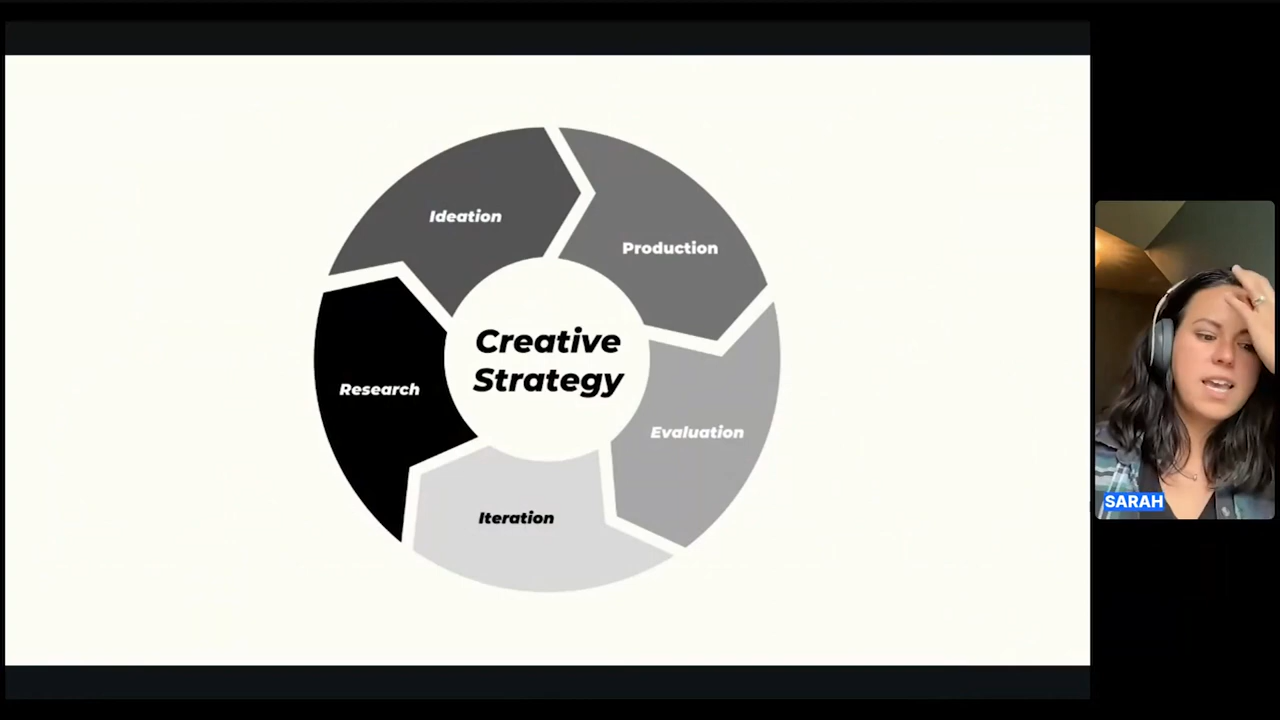 Ideation
Production
Creative
Strategy
Research
Evaluation
SARAH
Iteration